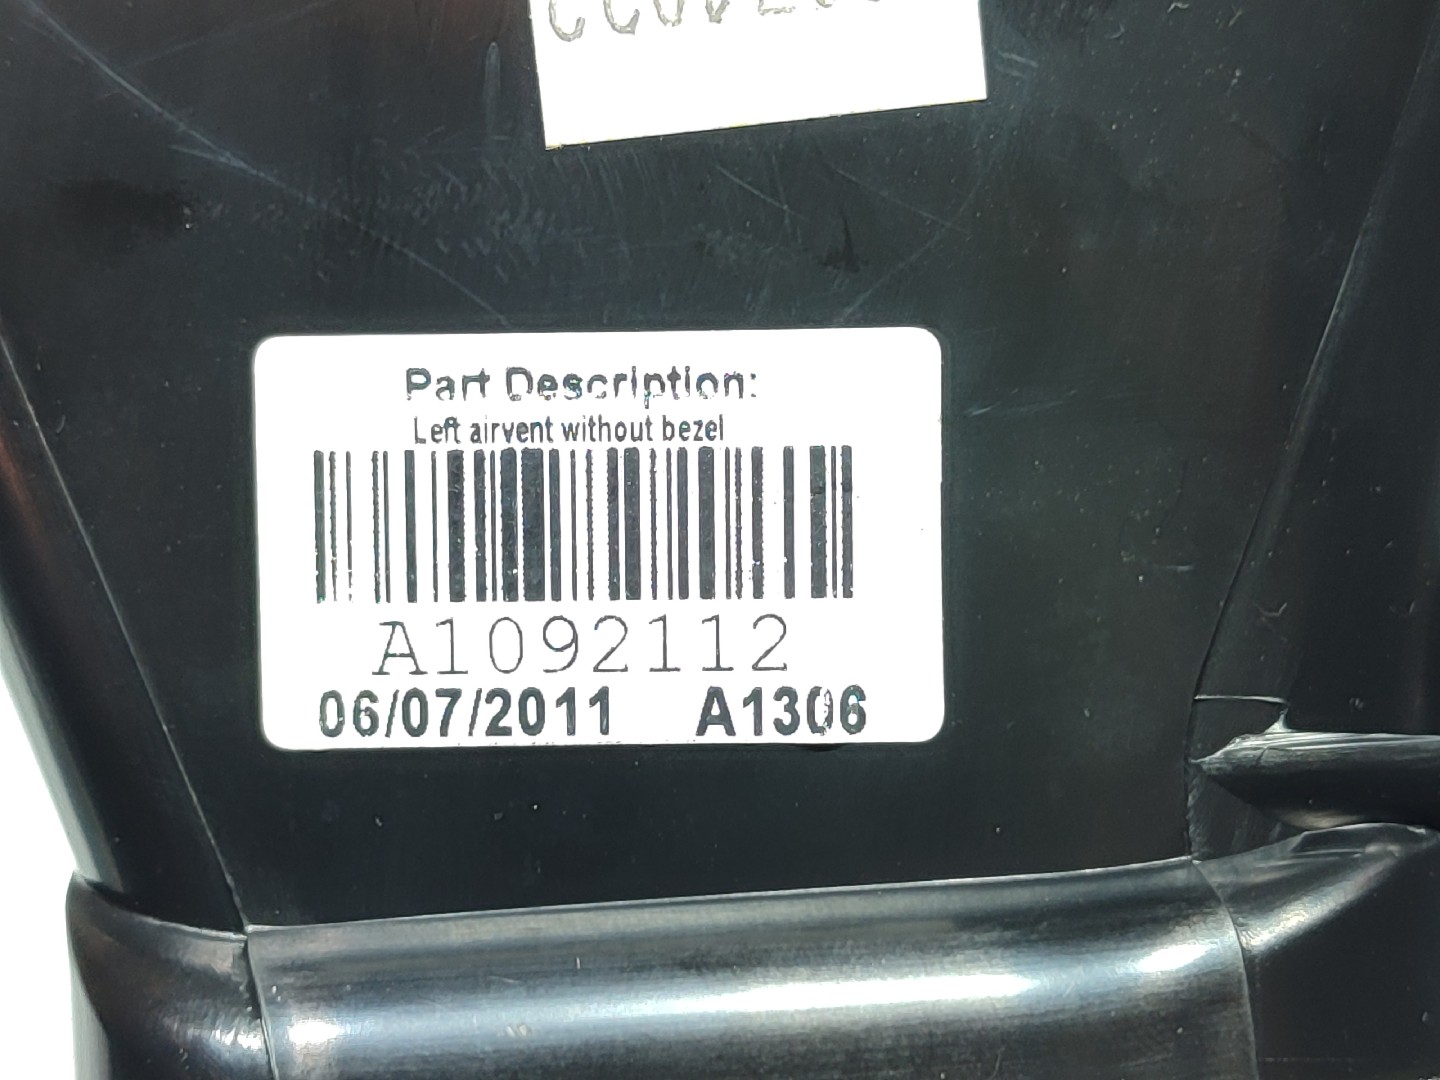 Part Description:
Left airvent without bezel
A1092112
06/07/2011 A1306